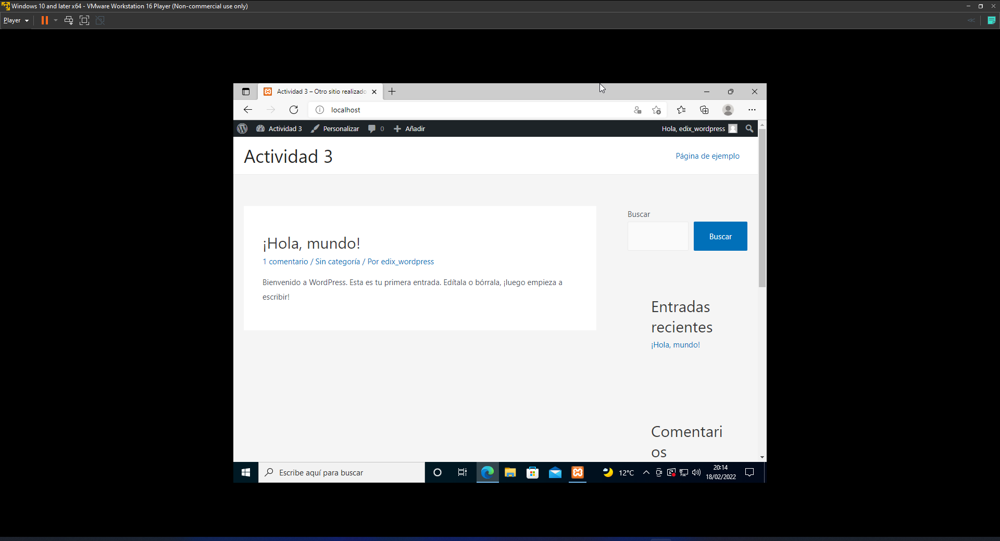 Windows 10 and later x64 - VMware Workstation 16 Player (Non-commercial use only)
Player
Actividad 3 – Otro sitio realizado
localhost
Actividad 3 Personalizar 0 Añadir Hola, edix_wordpress
Actividad 3
Página de ejemplo
¡Hola, mundo!
1 comentario / Sin categoría / Por edix_wordpress
Bienvenido a WordPress. Esta es tu primera entrada. Edítala o bórrala, ¡luego empieza a
escribir!
Buscar
Buscar
Entradas
recientes
¡Hola, mundo!
Comentari
os
Escribe aquí para buscar
12°C
20:14
18/02/2022